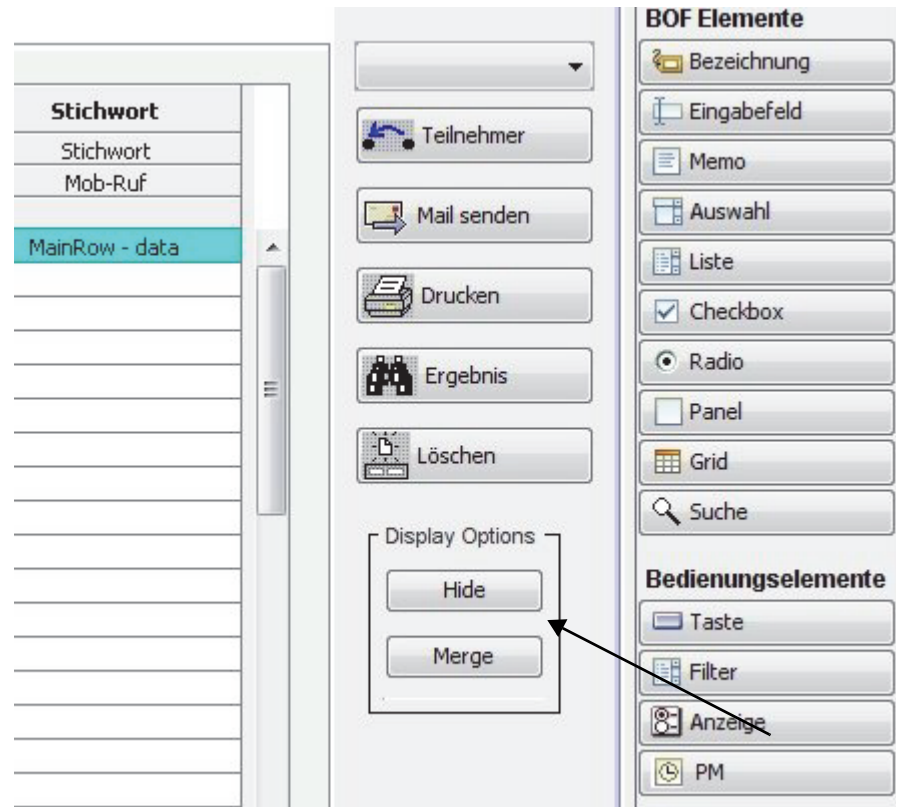 Stichwort
Stichwort
Mob-Ruf
MainRow - data
Teilnehmer
Mail senden
Drucken
Ergebnis
Löschen
Display Options
Hide
Merge
BOF Elemente
Bezeichnung
Eingabefeld
Memo
Auswahl
Liste
Checkbox
Radio
Panel
Grid
Suche
Bedienungselemente
Taste
Filter
Anzeige
PM